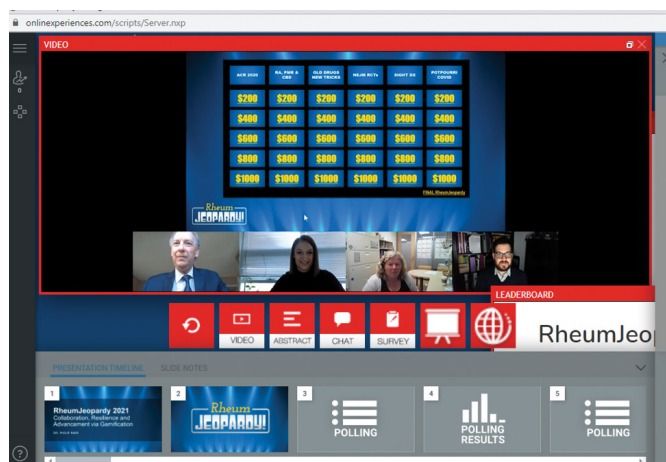 onlinexperiences.com/scripts/Server.nxp
VIDEO
ACR 2020
RA, PMR & C&D
OLD DRUGS NEW TRICKS
NEJM RCTs
SIGHT DX
POTPOURRI COVID
$200 $200 $200 $200 $200 $200
$400 $400 $400 $400 $400 $400
$600 $600 $600 $600 $600 $600
$800 $800 $800 $800 $800 $800
$1000 $1000 $1000 $1000 $1000 $1000
FINAL RheumJeopardy
Rheum
JEOPARDY!
0
LEADERBOARD
RheumJeo
VIDEO
ABSTRACT
CHAT
SURVEY
PRESENTATION TIMELINE
SLIDE NOTES
1
RheumJeopardy 2021
Collaboration, Resilience and
Advancement via Gamification
2
Rheum
JEOPARDY!
3
POLLING
4
POLLING
RESULTS
5
POLLING
?